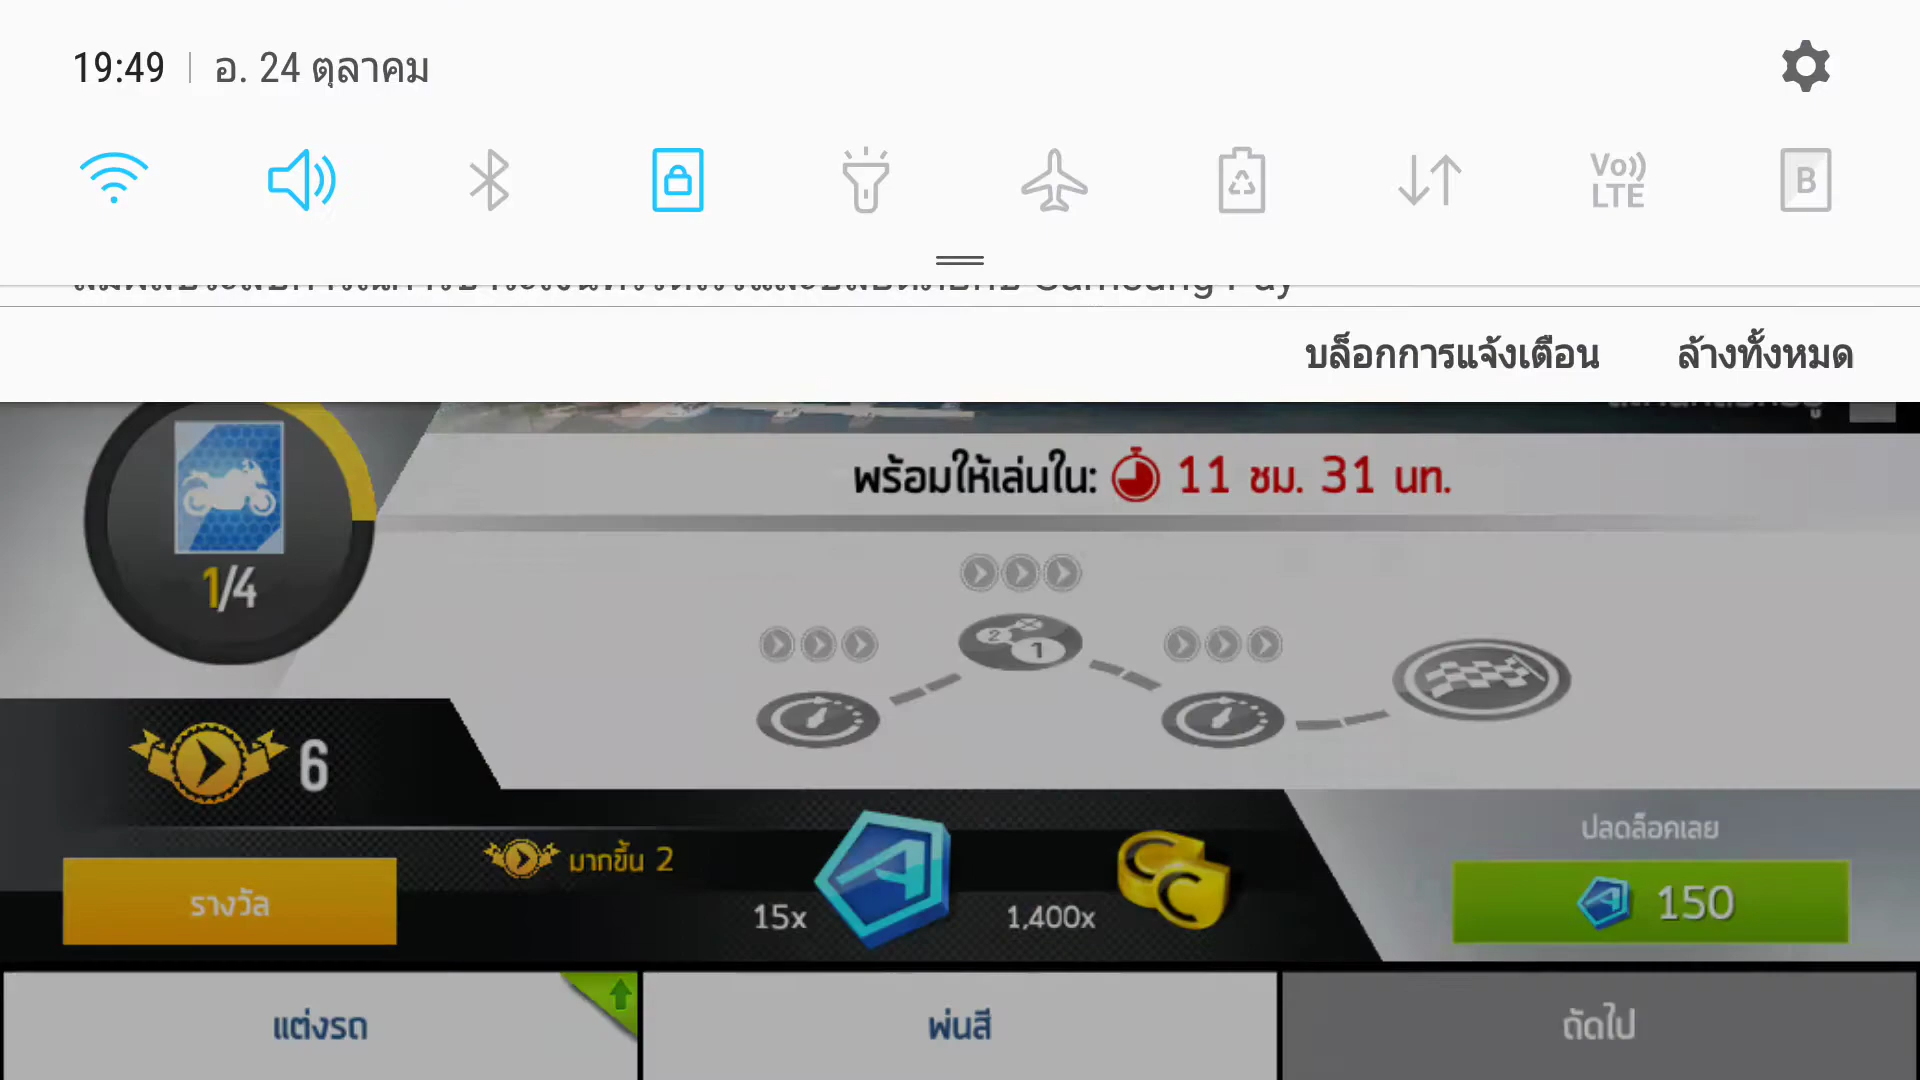 19:49 อ. 24 ตุลาคม
Vo))
LTE
B
Samsung Pay
บล็อกการแจ้งเตือน ล้างทั้งหมด
พร้อมให้เล่นใน: 11 ชม. 31 นท.
1/4
2
1
6
ปลดล็อคเลย
มากขึ้น 2
รางวัล
15x
1,400x
150
แต่งรถ
พ่นสี
ถัดไป